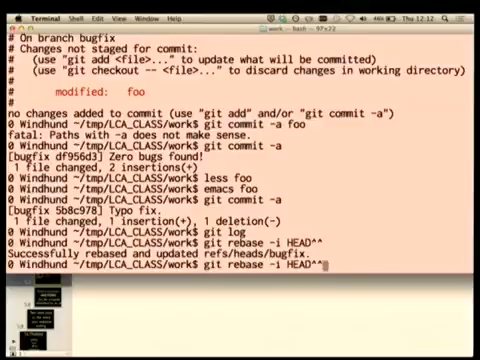 Terminal Shell Edit View Window Help 46% Thu 12:12
work — bash — 97x22
# On branch bugfix
# Changes not staged for commit:
#   (use "git add <file>..." to update what will be committed)
#   (use "git checkout -- <file>..." to discard changes in working directory)
#
#       modified:   foo
#
no changes added to commit (use "git add" and/or "git commit -a")
0 Windhund ~/tmp/LCA_CLASS/work$ git commit -a foo
fatal: Paths with -a does not make sense.
0 Windhund ~/tmp/LCA_CLASS/work$ git commit -a
[bugfix df956d3] Zero bugs found!
 1 file changed, 2 insertions(+)
0 Windhund ~/tmp/LCA_CLASS/work$ less foo
0 Windhund ~/tmp/LCA_CLASS/work$ emacs foo
0 Windhund ~/tmp/LCA_CLASS/work$ git commit -a
[bugfix 5b8c978] Typo fix.
 1 file changed, 1 insertion(+), 1 deletion(-)
0 Windhund ~/tmp/LCA_CLASS/work$ git log
0 Windhund ~/tmp/LCA_CLASS/work$ git rebase -i HEAD^^
Successfully rebased and updated refs/heads/bugfix.
0 Windhund ~/tmp/LCA_CLASS/work$ git rebase -i HEAD^^